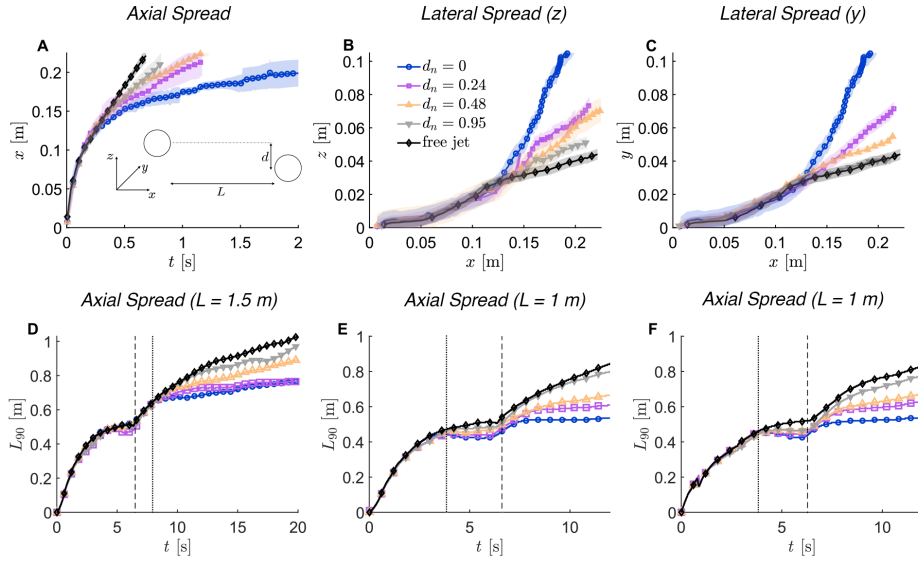 Axial Spread
Lateral Spread (z)
Lateral Spread (y)
A
B
C
x [m]
0.2
0.15
0.1
0.05
0
0
0.5
1
1.5
2
t [s]
z
y
x
d
L
z [m]
0.1
0.08
0.06
0.04
0.02
0
0
0.05
0.1
0.15
0.2
x [m]
d_n = 0
d_n = 0.24
d_n = 0.48
d_n = 0.95
free jet
y [m]
0.1
0.08
0.06
0.04
0.02
0
0
0.05
0.1
0.15
0.2
x [m]
Axial Spread (L = 1.5 m)
Axial Spread (L = 1 m)
Axial Spread (L = 1 m)
D
E
F
L_90 [m]
1
0.8
0.6
0.4
0.2
0
0
5
10
15
20
t [s]
L_90 [m]
1
0.8
0.6
0.4
0.2
0
0
5
10
t [s]
L_90 [m]
1
0.8
0.6
0.4
0.2
0
0
5
10
t [s]